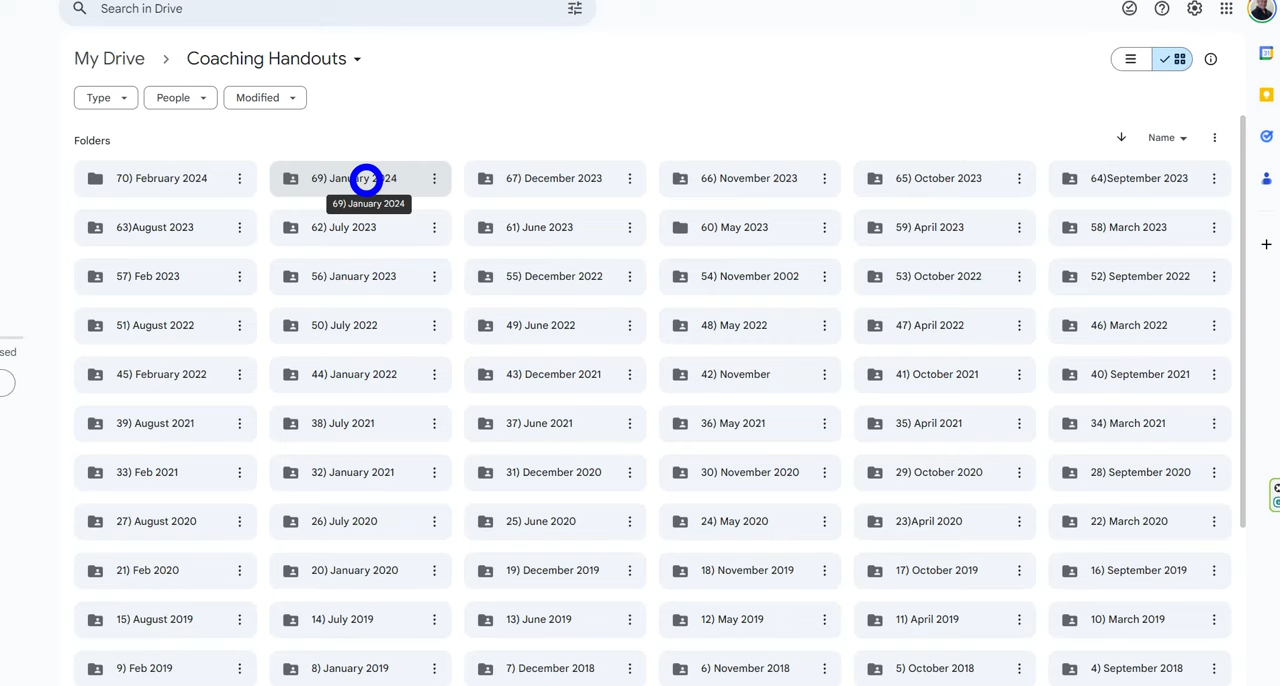 Search in Drive
My Drive > Coaching Handouts
Type People Modified
Folders Name
70) February 2024 69) January 2024 67) December 2023 66) November 2023 65) October 2023 64)September 2023
69) January 2024
63)August 2023 62) July 2023 61) June 2023 60) May 2023 59) April 2023 58) March 2023
57) Feb 2023 56) January 2023 55) December 2022 54) November 2002 53) October 2022 52) September 2022
51) August 2022 50) July 2022 49) June 2022 48) May 2022 47) April 2022 46) March 2022
sed
45) February 2022 44) January 2022 43) December 2021 42) November 41) October 2021 40) September 2021
39) August 2021 38) July 2021 37) June 2021 36) May 2021 35) April 2021 34) March 2021
33) Feb 2021 32) January 2021 31) December 2020 30) November 2020 29) October 2020 28) September 2020
27) August 2020 26) July 2020 25) June 2020 24) May 2020 23)April 2020 22) March 2020
21) Feb 2020 20) January 2020 19) December 2019 18) November 2019 17) October 2019 16) September 2019
15) August 2019 14) July 2019 13) June 2019 12) May 2019 11) April 2019 10) March 2019
9) Feb 2019 8) January 2019 7) December 2018 6) November 2018 5) October 2018 4) September 2018